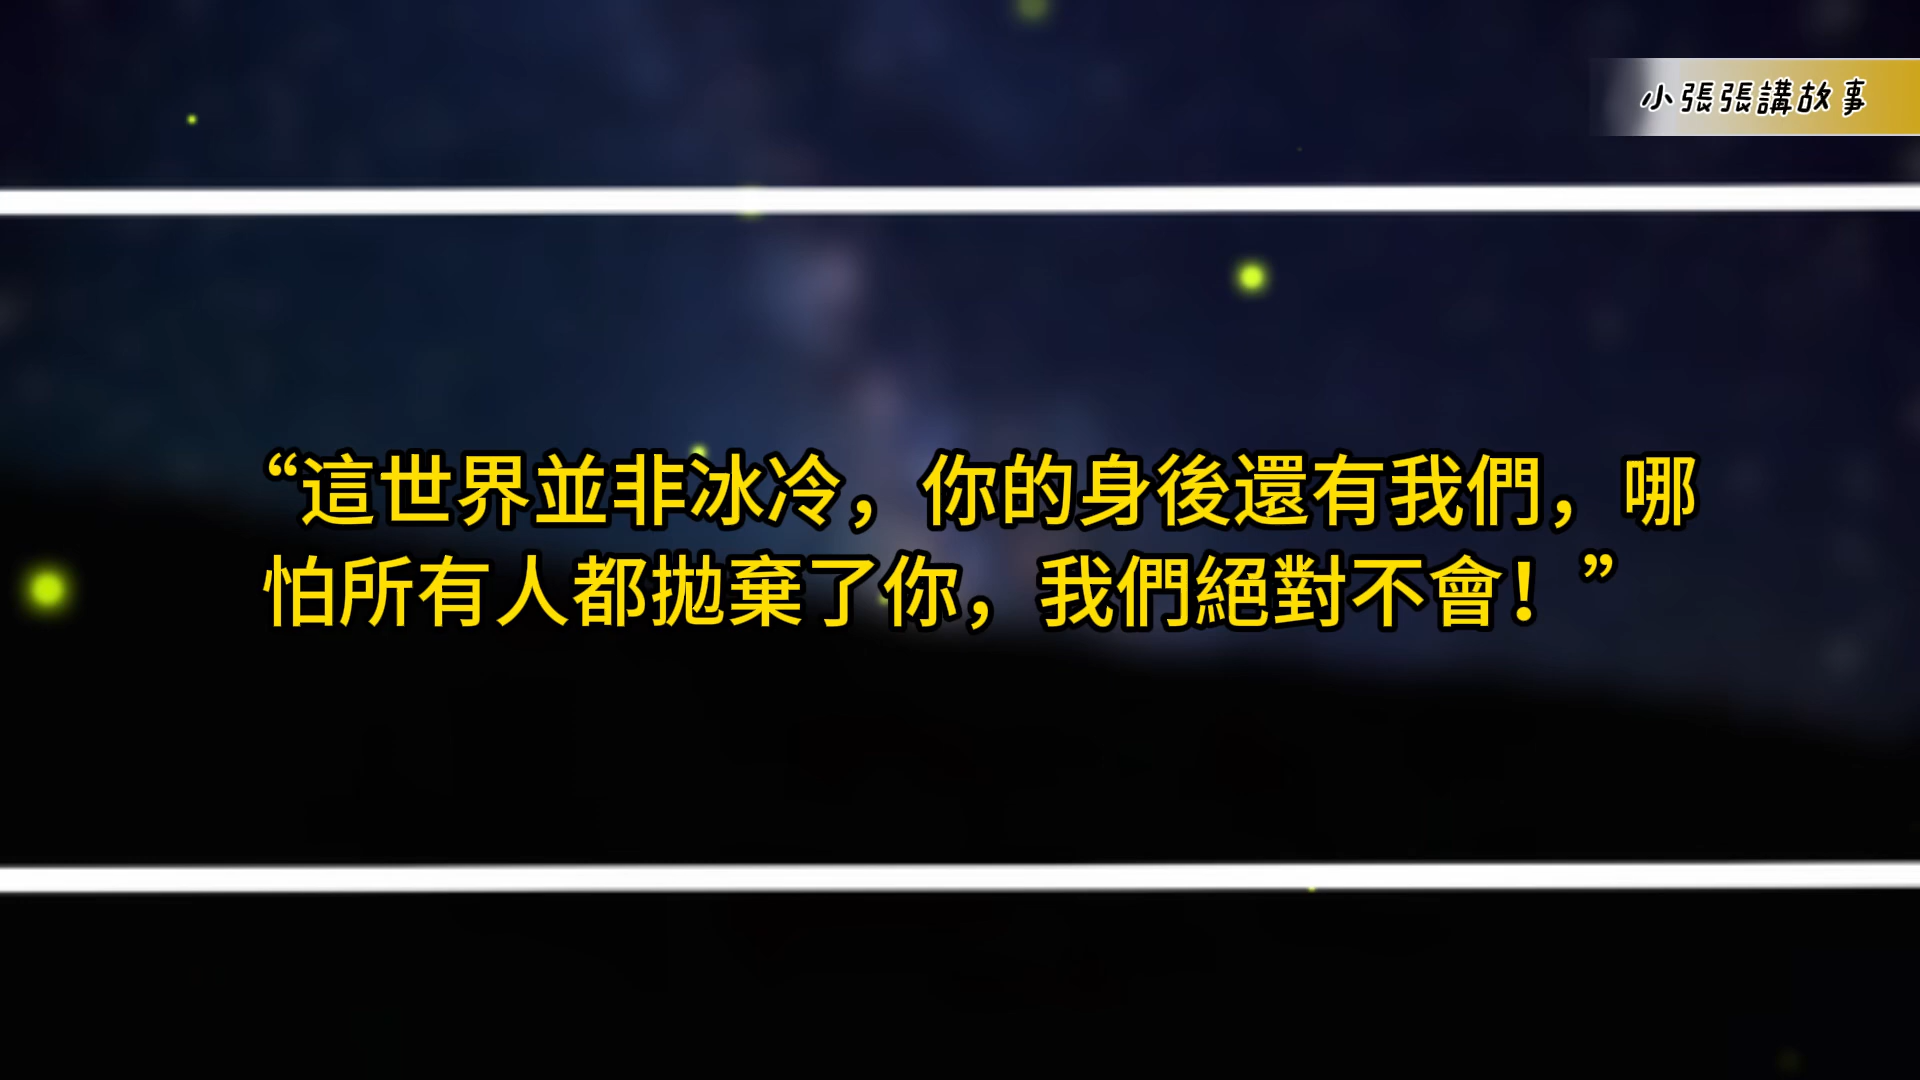 小張張講故事
“這世界並非冰冷，你的身後還有我們，哪
怕所有人都拋棄了你，我們絕對不會！”